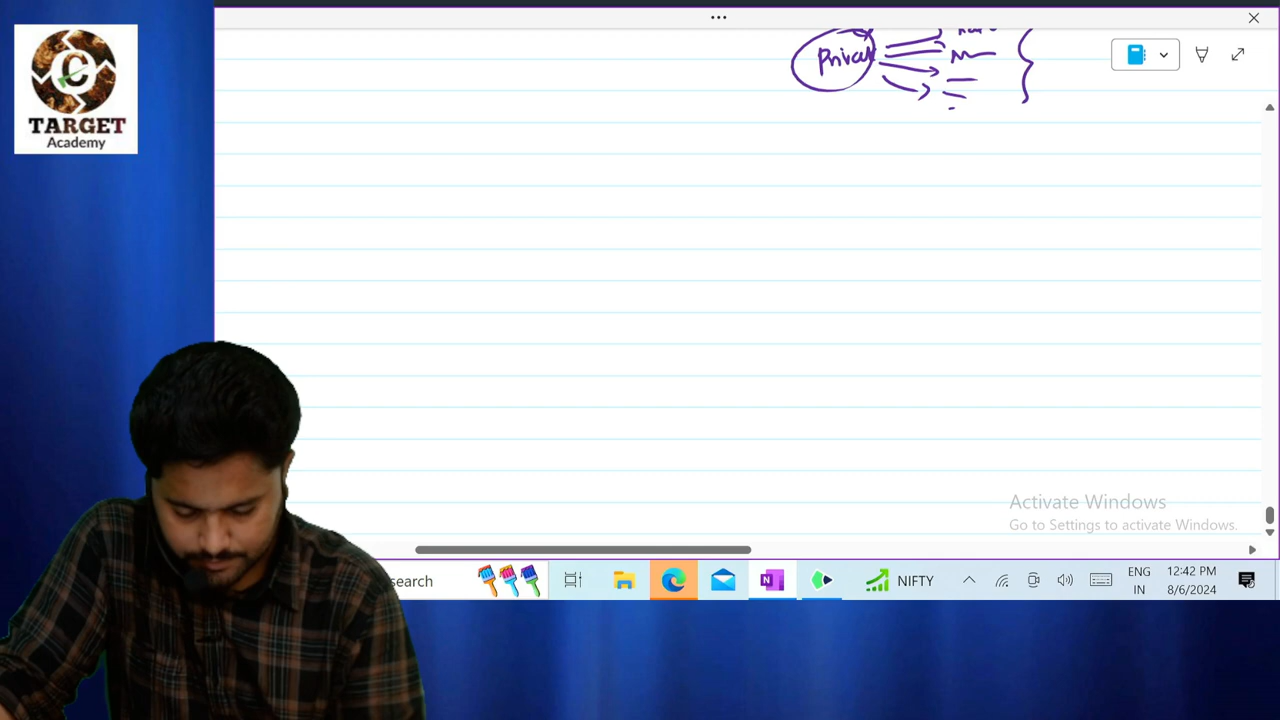 Private
TARGET
Academy
Activate Windows
Go to Settings to activate Windows.
search
NIFTY
ENG
IN
12:42 PM
8/6/2024